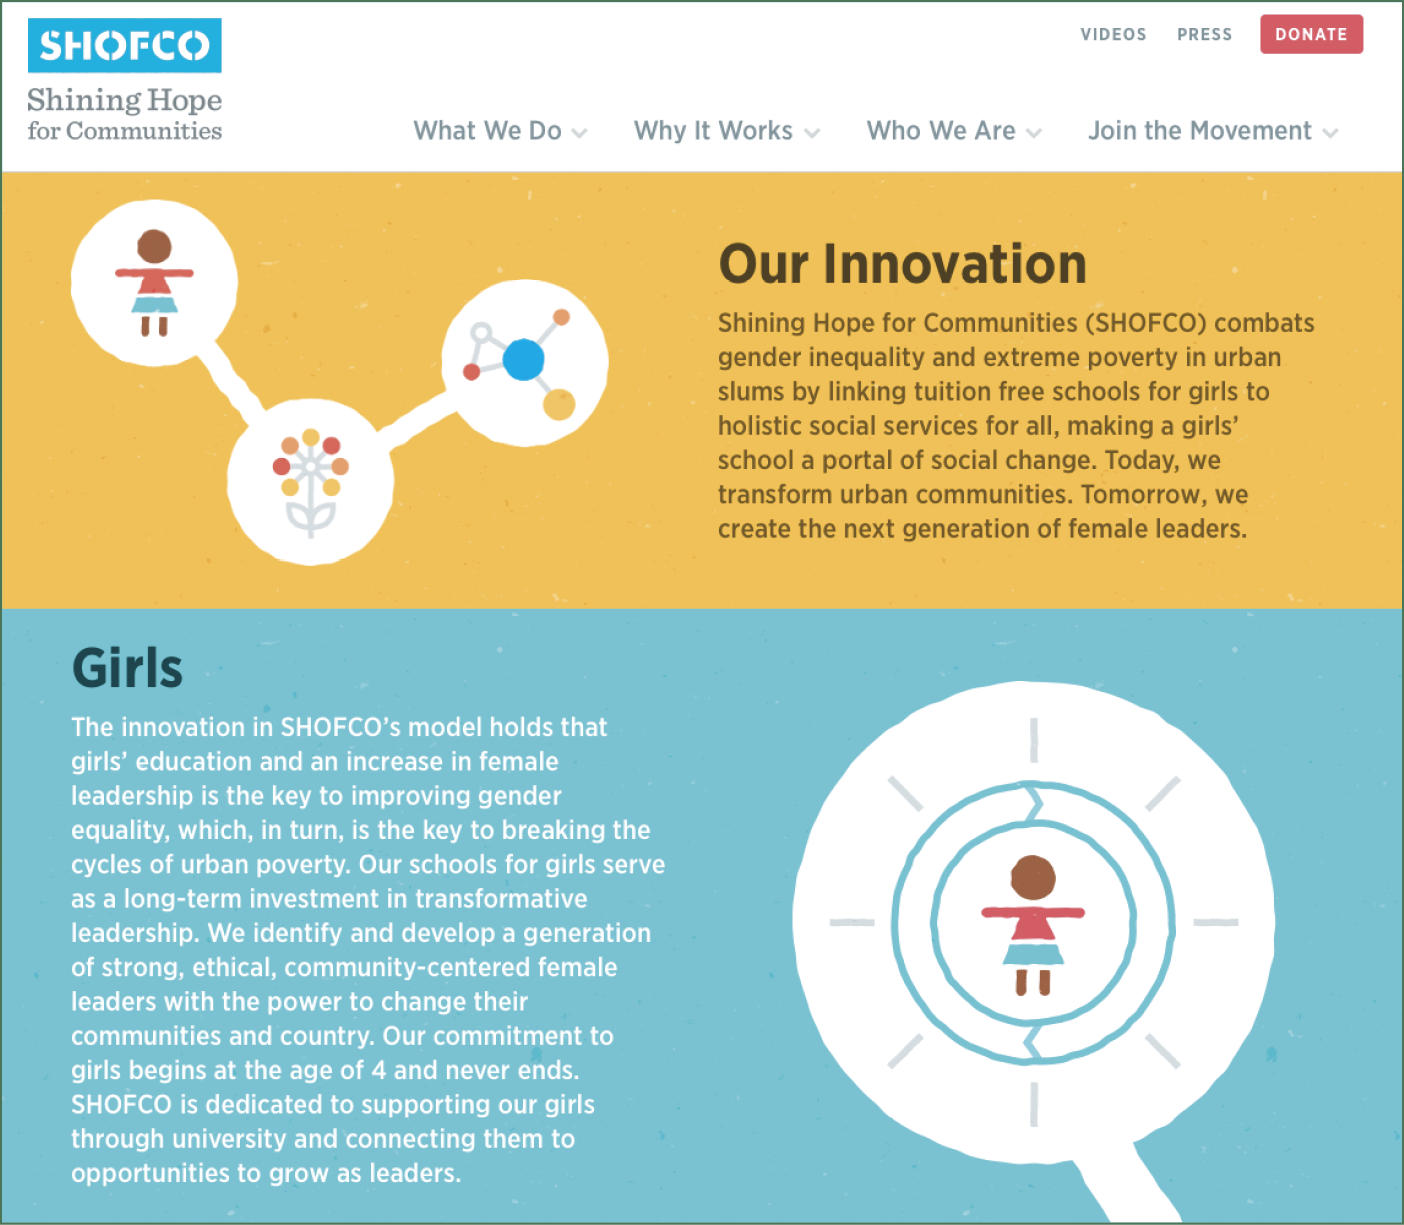 SHOFCO
Shining Hope
for Communities
VIDEOS PRESS DONATE
What We Do Why It Works Who We Are Join the Movement
Our Innovation
Shining Hope for Communities (SHOFCO) combats
gender inequality and extreme poverty in urban
slums by linking tuition free schools for girls to
holistic social services for all, making a girls’
school a portal of social change. Today, we
transform urban communities. Tomorrow, we
create the next generation of female leaders.
Girls
The innovation in SHOFCO’s model holds that
girls’ education and an increase in female
leadership is the key to improving gender
equality, which, in turn, is the key to breaking the
cycles of urban poverty. Our schools for girls serve
as a long-term investment in transformative
leadership. We identify and develop a generation
of strong, ethical, community-centered female
leaders with the power to change their
communities and country. Our commitment to
girls begins at the age of 4 and never ends.
SHOFCO is dedicated to supporting our girls
through university and connecting them to
opportunities to grow as leaders.